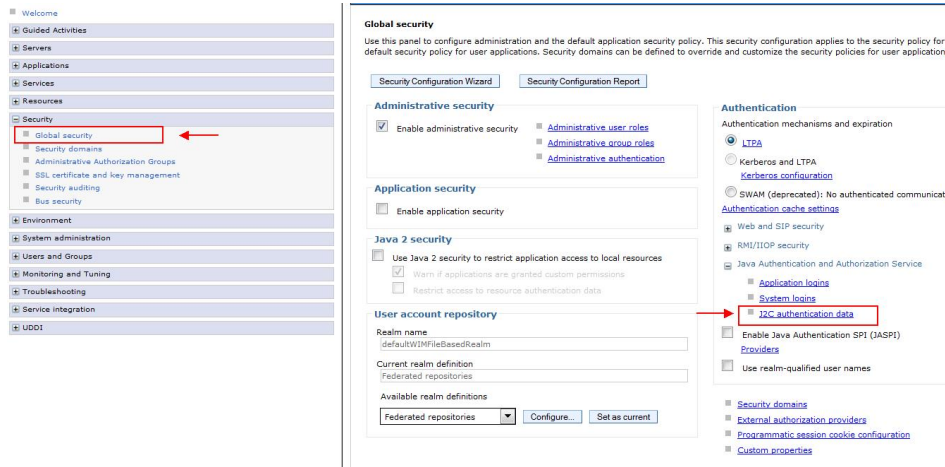 Welcome
Guided Activities
Servers
Applications
Services
Resources
Security
Global security
Security domains
Administrative Authorization Groups
SSL certificate and key management
Security auditing
Bus security
Environment
System administration
Users and Groups
Monitoring and Tuning
Troubleshooting
Service integration
UDDI
Global security
Use this panel to configure administration and the default application security policy. This security configuration applies to the security policy for
default security policy for user applications. Security domains can be defined to override and customize the security policies for user application
Security Configuration Wizard
Security Configuration Report
Administrative security
Enable administrative security
Administrative user roles
Administrative group roles
Administrative authentication
Application security
Enable application security
Java 2 security
Use Java 2 security to restrict application access to local resources
Warn if applications are granted custom permissions
Restrict access to resource authentication data
User account repository
Realm name
defaultWIMFileBasedRealm
Current realm definition
Federated repositories
Available realm definitions
Federated repositories
Configure...
Set as current
Authentication
Authentication mechanisms and expiration
LTPA
Kerberos and LTPA
Kerberos configuration
SWAM (deprecated): No authenticated communicat
Authentication cache settings
Web and SIP security
RMI/IIOP security
Java Authentication and Authorization Service
Application logins
System logins
J2C authentication data
Enable Java Authentication SPI (JASPI)
Providers
Use realm-qualified user names
Security domains
External authorization providers
Programmatic session cookie configuration
Custom properties